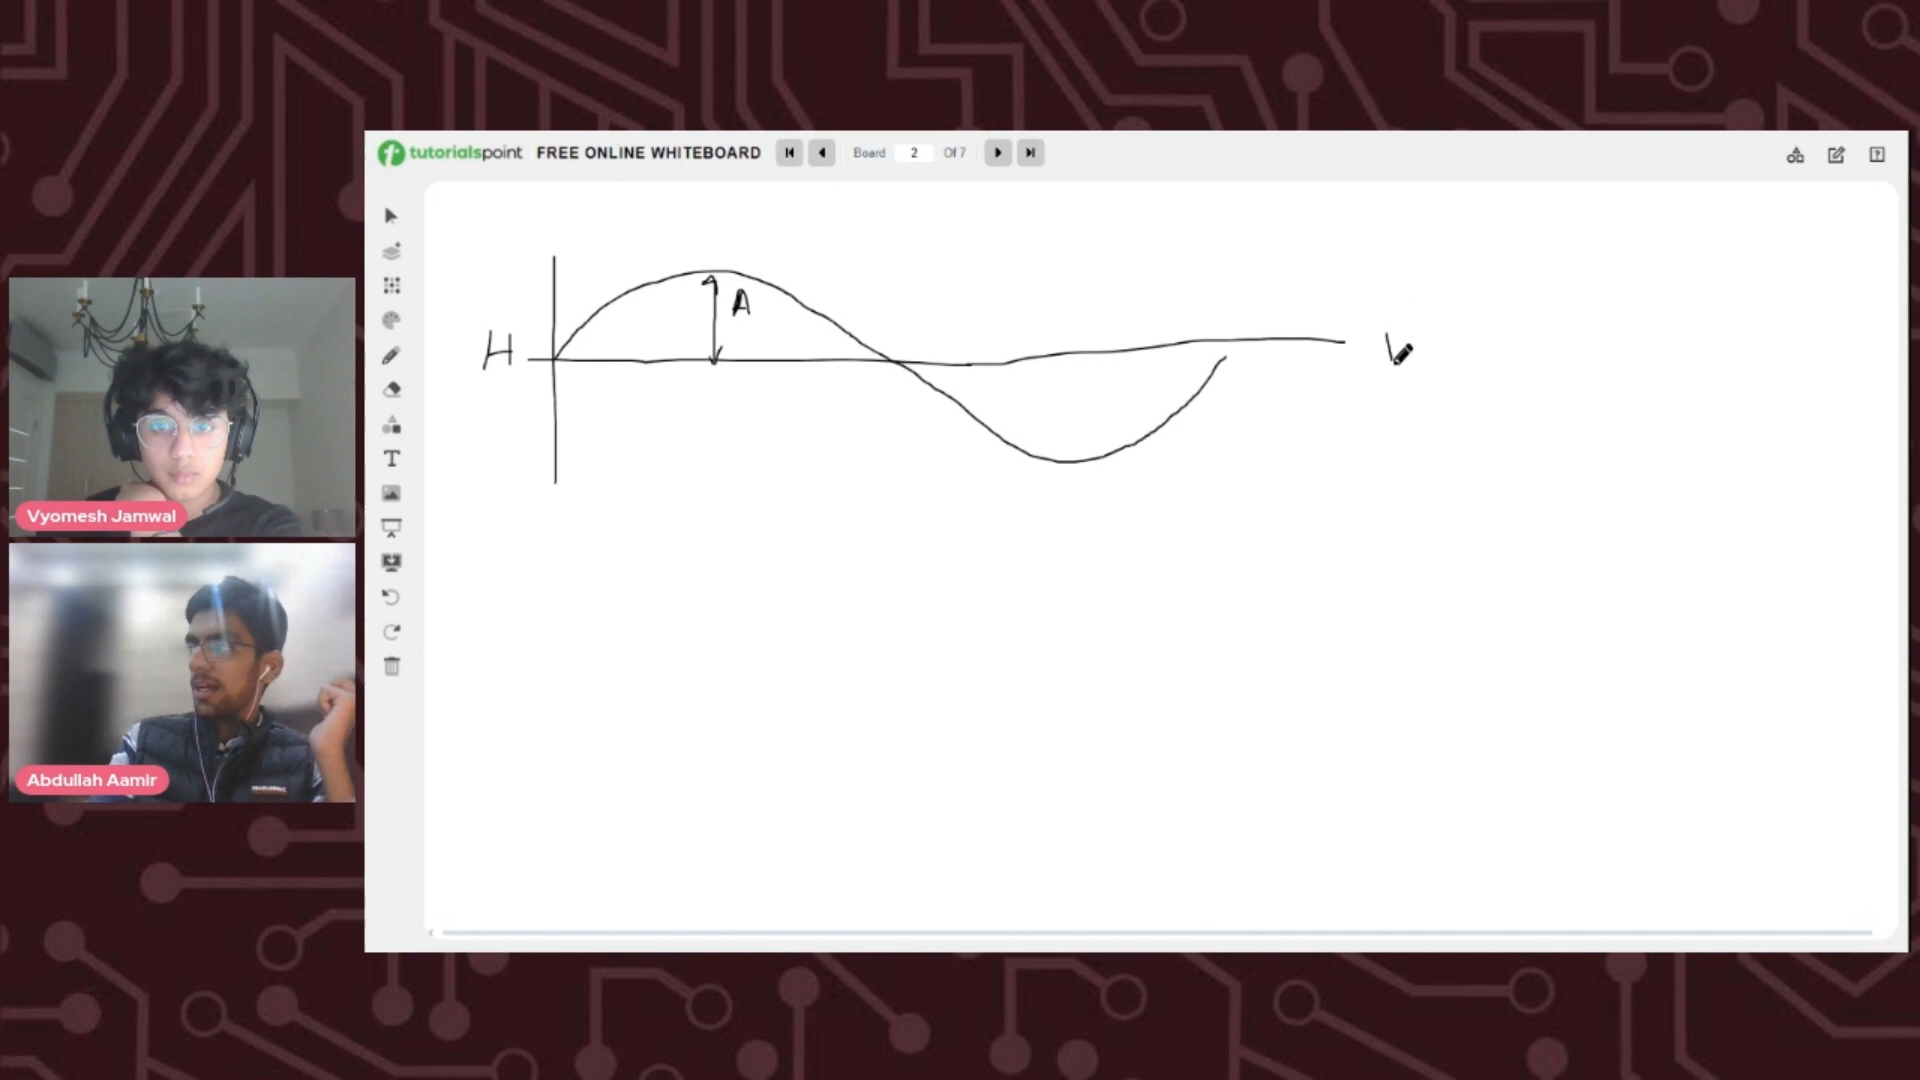 tutorialspoint FREE ONLINE WHITEBOARD Board 2 Of 7
T
A
H
Vyomesh Jamwal
Abdullah Aamir